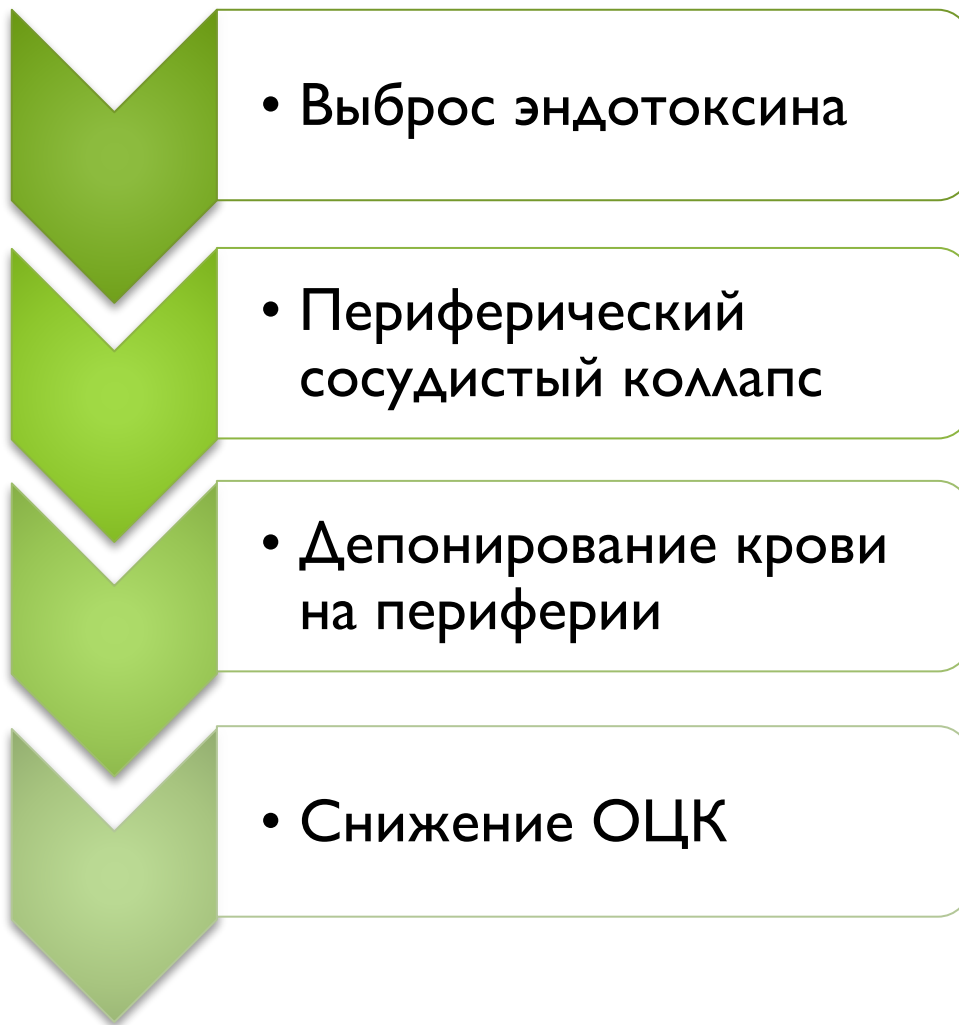 • Выброс эндотоксина
• Периферический
сосудистый коллапс
• Депонирование крови
на периферии
• Снижение ОЦК